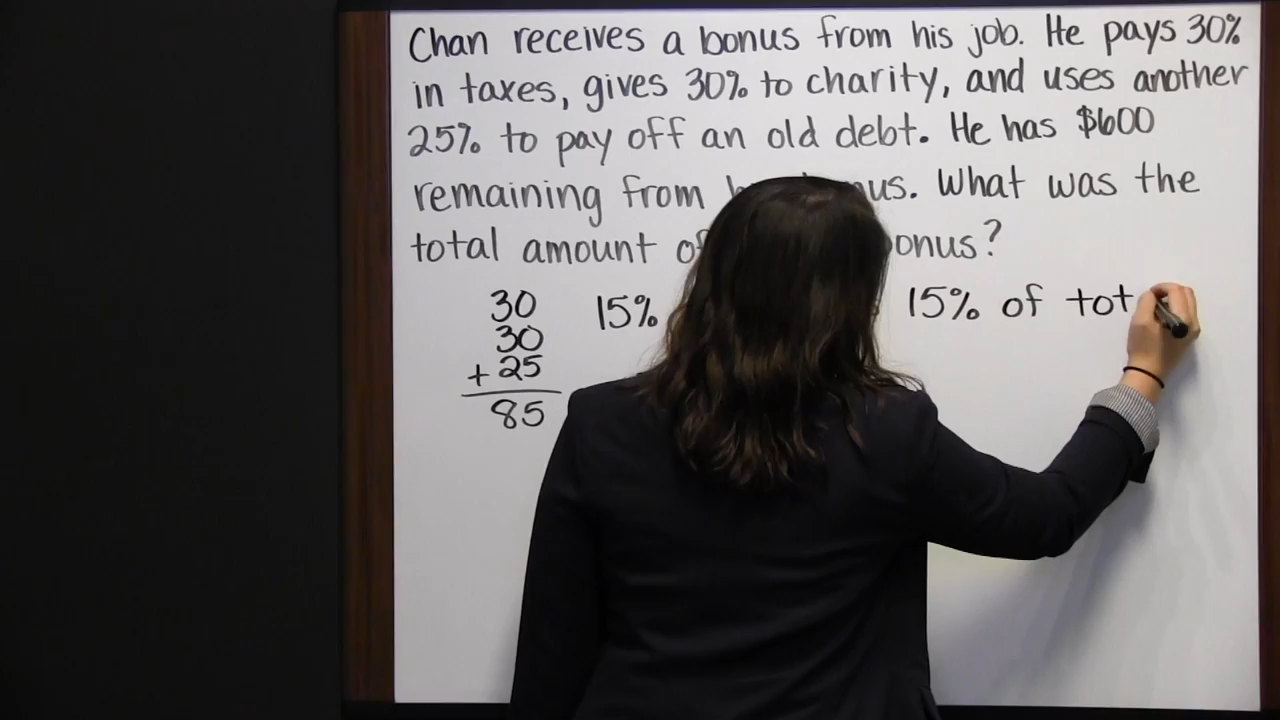 Chan receives a bonus from his job. He pays 30%
in taxes, gives 30% to charity, and uses another
25% to pay off an old debt. He has $600
remaining from bonus. What was the
total amount of bonus?
30
30
+ 25
85
15%
15% of tot